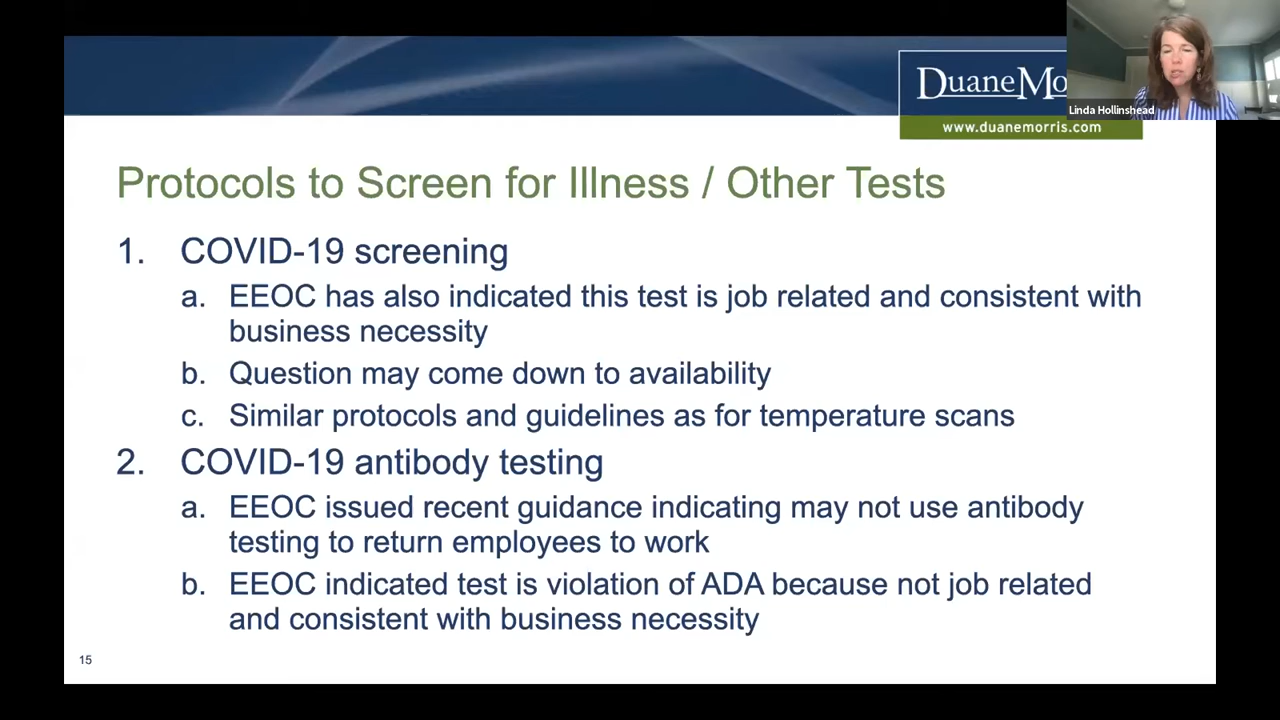 DuaneMo
Linda Hollinshead
www.duanemorris.com
Protocols to Screen for Illness / Other Tests
1. COVID-19 screening
a. EEOC has also indicated this test is job related and consistent with
business necessity
b. Question may come down to availability
c. Similar protocols and guidelines as for temperature scans
2. COVID-19 antibody testing
a. EEOC issued recent guidance indicating may not use antibody
testing to return employees to work
b. EEOC indicated test is violation of ADA because not job related
and consistent with business necessity
15